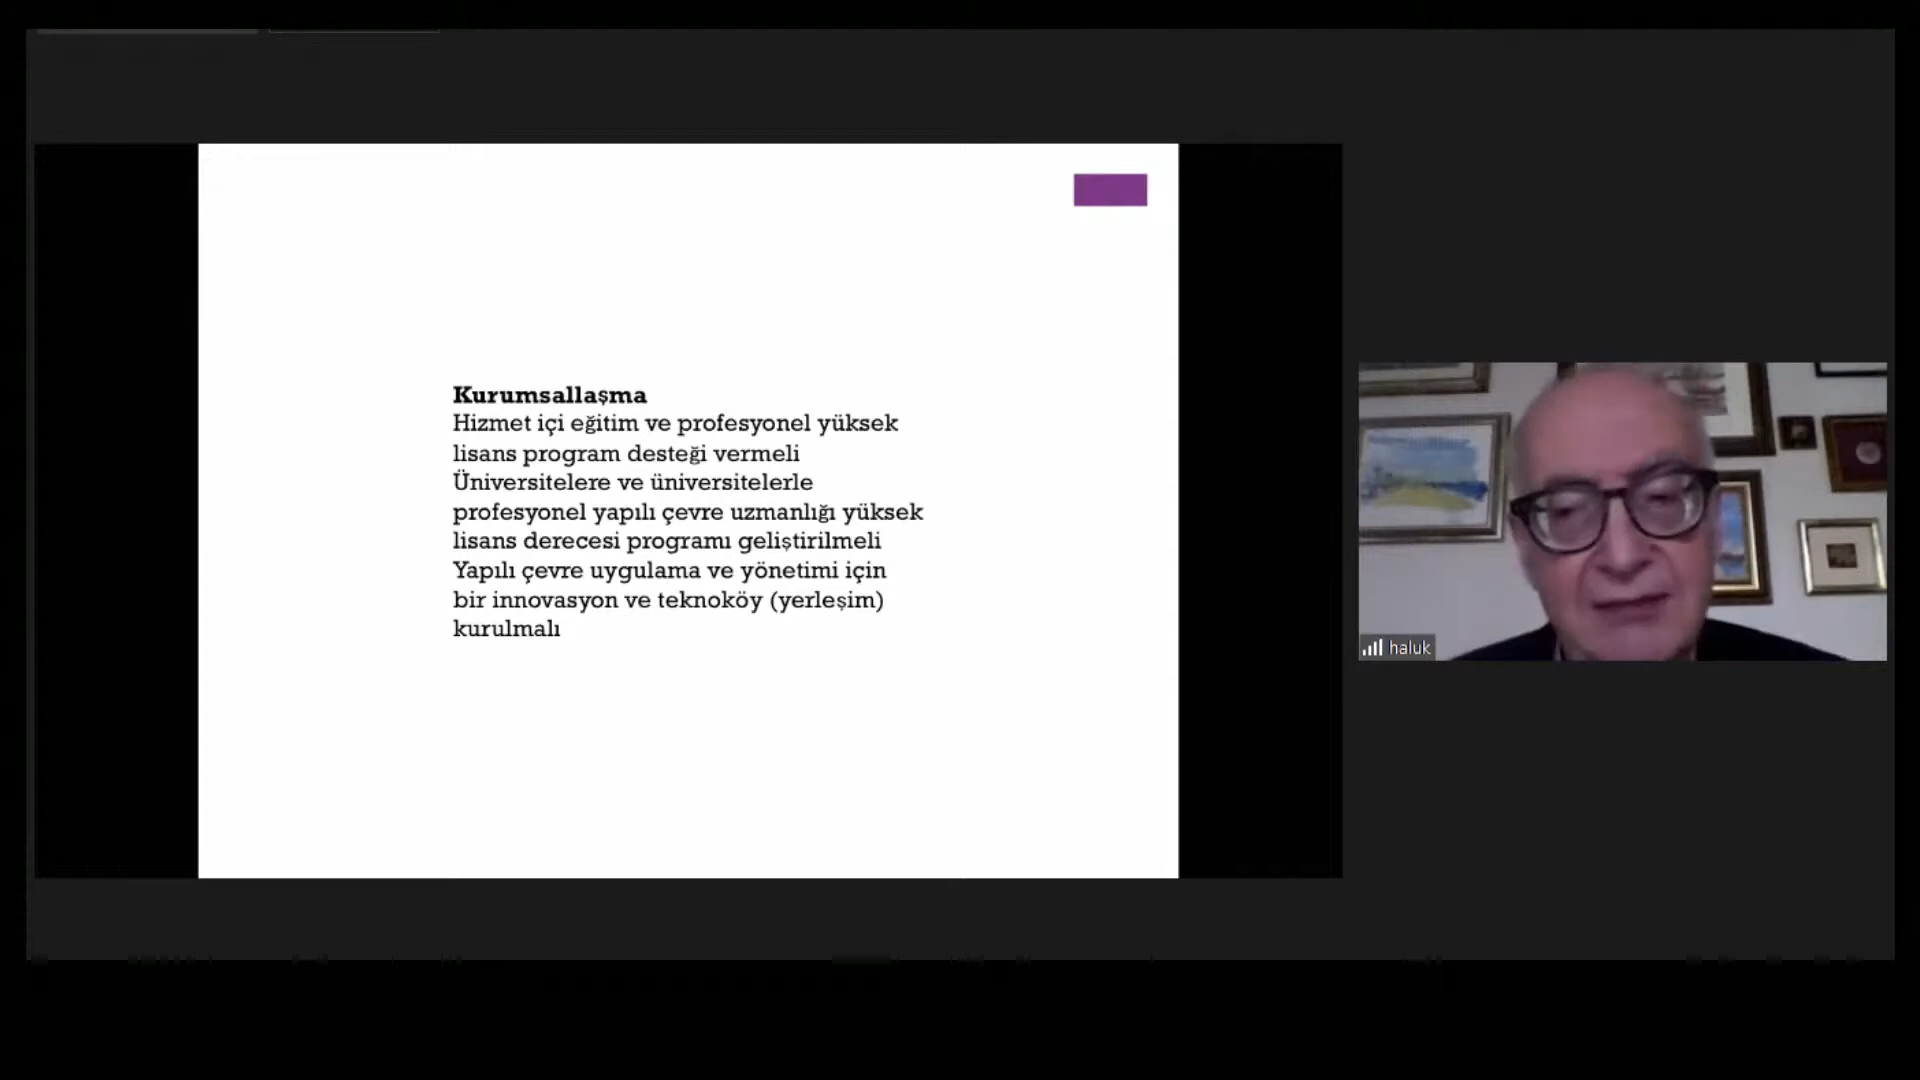 Kurumsallaşma
Hizmet içi eğitim ve profesyonel yüksek
lisans program desteği vermeli
Üniversitelere ve üniversitelerle
profesyonel yapılı çevre uzmanlığı yüksek
lisans derecesi programı geliştirilmeli
Yapılı çevre uygulama ve yönetimi için
bir innovasyon ve teknoköy (yerleşim)
kurulmalı
haluk